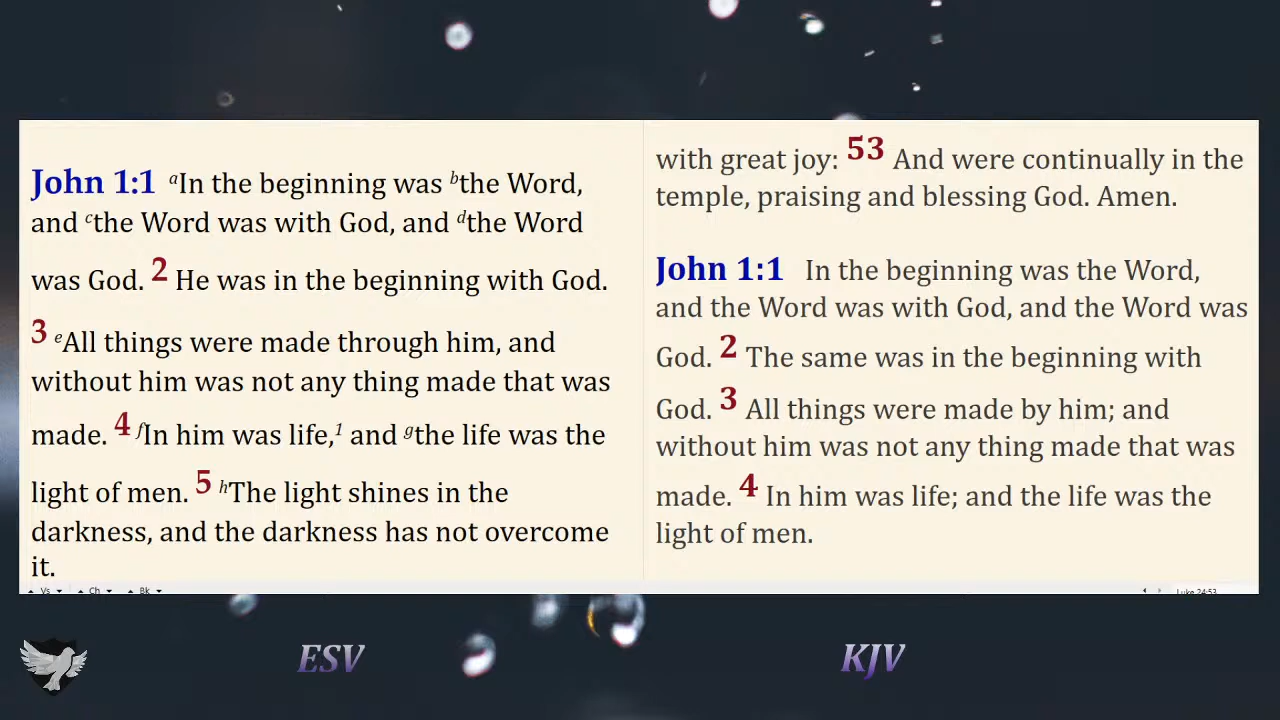 John 1:1 aIn the beginning was bthe Word,
and cthe Word was with God, and dthe Word
was God. 2 He was in the beginning with God.
3 eAll things were made through him, and
without him was not any thing made that was
made. 4 fIn him was life,1 and gthe life was the
light of men. 5 hThe light shines in the
darkness, and the darkness has not overcome
it.
Vs Ch Bk
with great joy: 53 And were continually in the
temple, praising and blessing God. Amen.
John 1:1 In the beginning was the Word,
and the Word was with God, and the Word was
God. 2 The same was in the beginning with
God. 3 All things were made by him; and
without him was not any thing made that was
made. 4 In him was life; and the life was the
light of men.
Luke 24:53
ESV
KJV